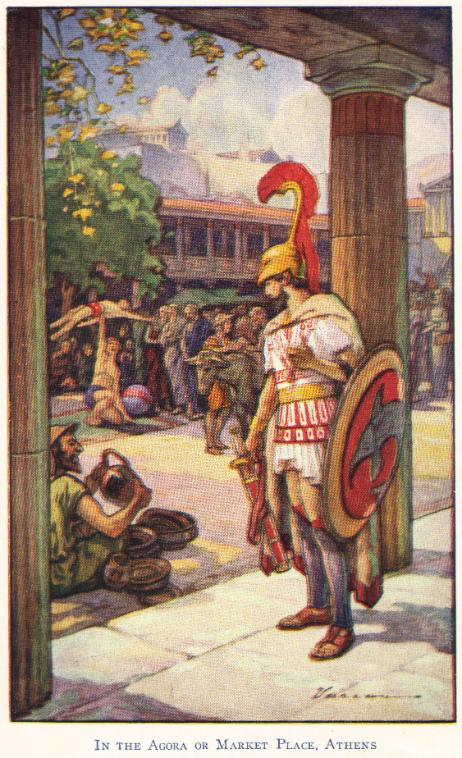 In the Agora or Market Place, Athens